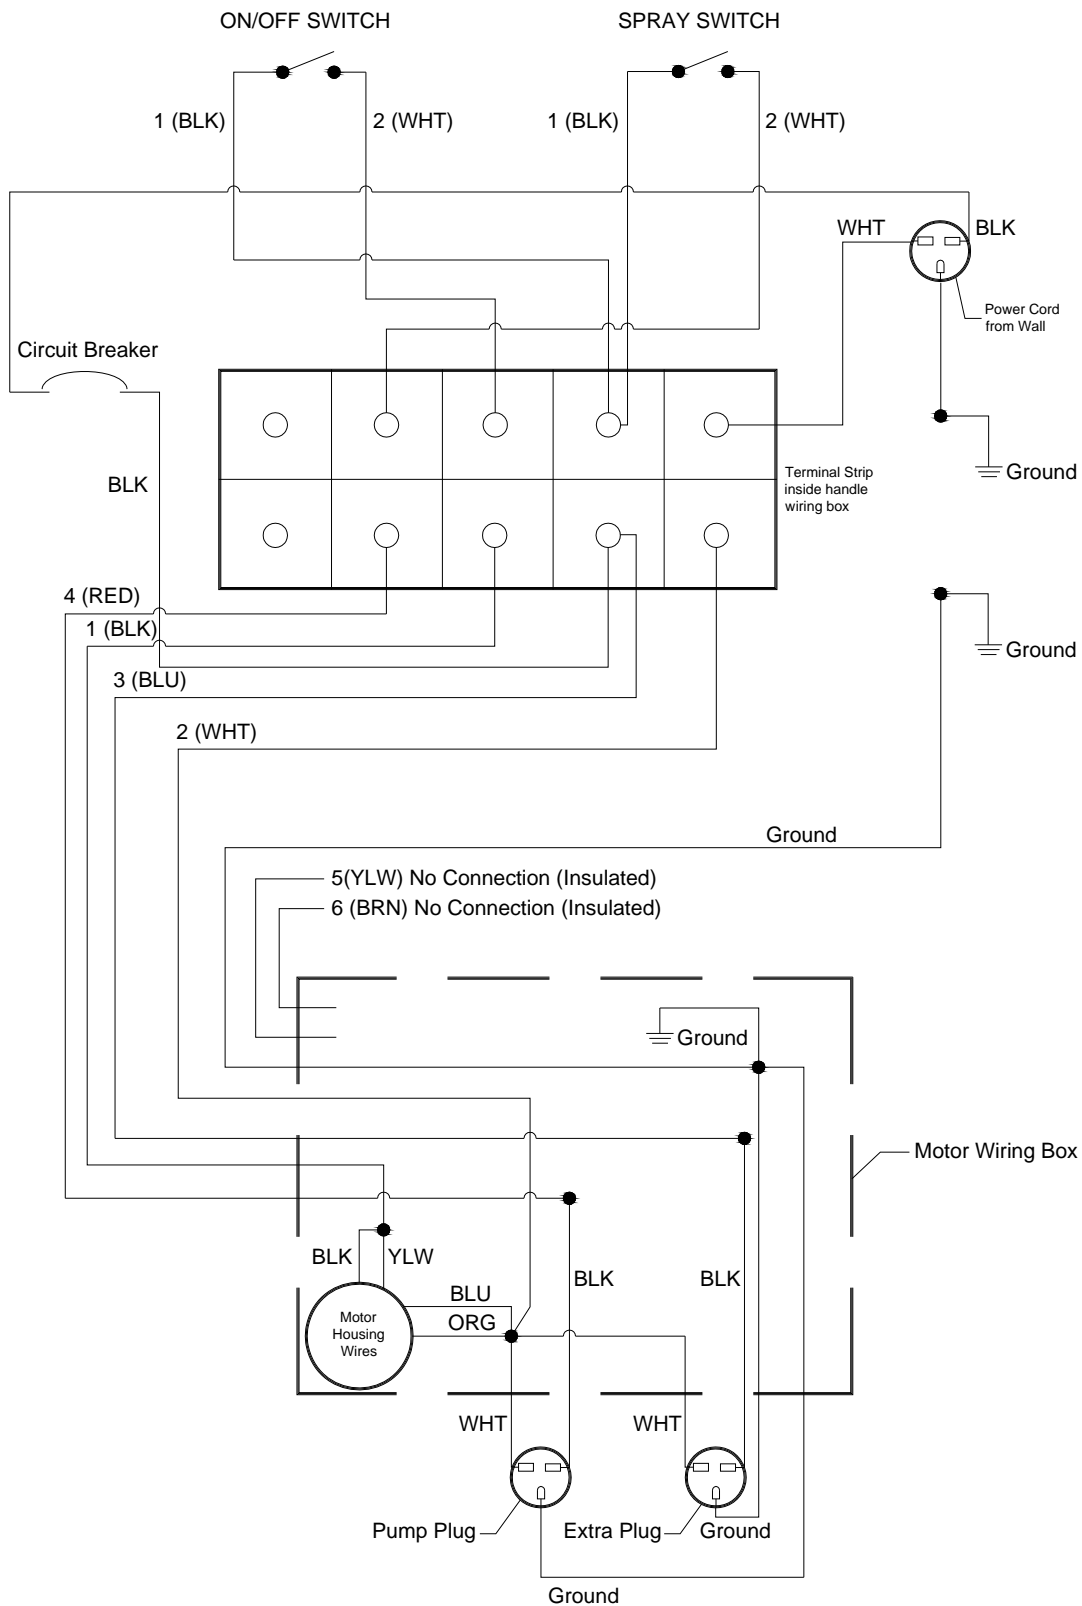 ON/OFF SWITCH
SPRAY SWITCH
1 (BLK)
2 (WHT)
1 (BLK)
2 (WHT)
WHT
BLK
Power Cord
from Wall
Circuit Breaker
BLK
Terminal Strip
inside handle
wiring box
Ground
4 (RED)
1 (BLK)
Ground
3 (BLU)
2 (WHT)
Ground
5(YLW) No Connection (Insulated)
6 (BRN) No Connection (Insulated)
Ground
Motor Wiring Box
BLK
YLW
BLU
ORG
BLK
BLK
Motor
Housing
Wires
WHT
WHT
Pump Plug
Extra Plug
Ground
Ground